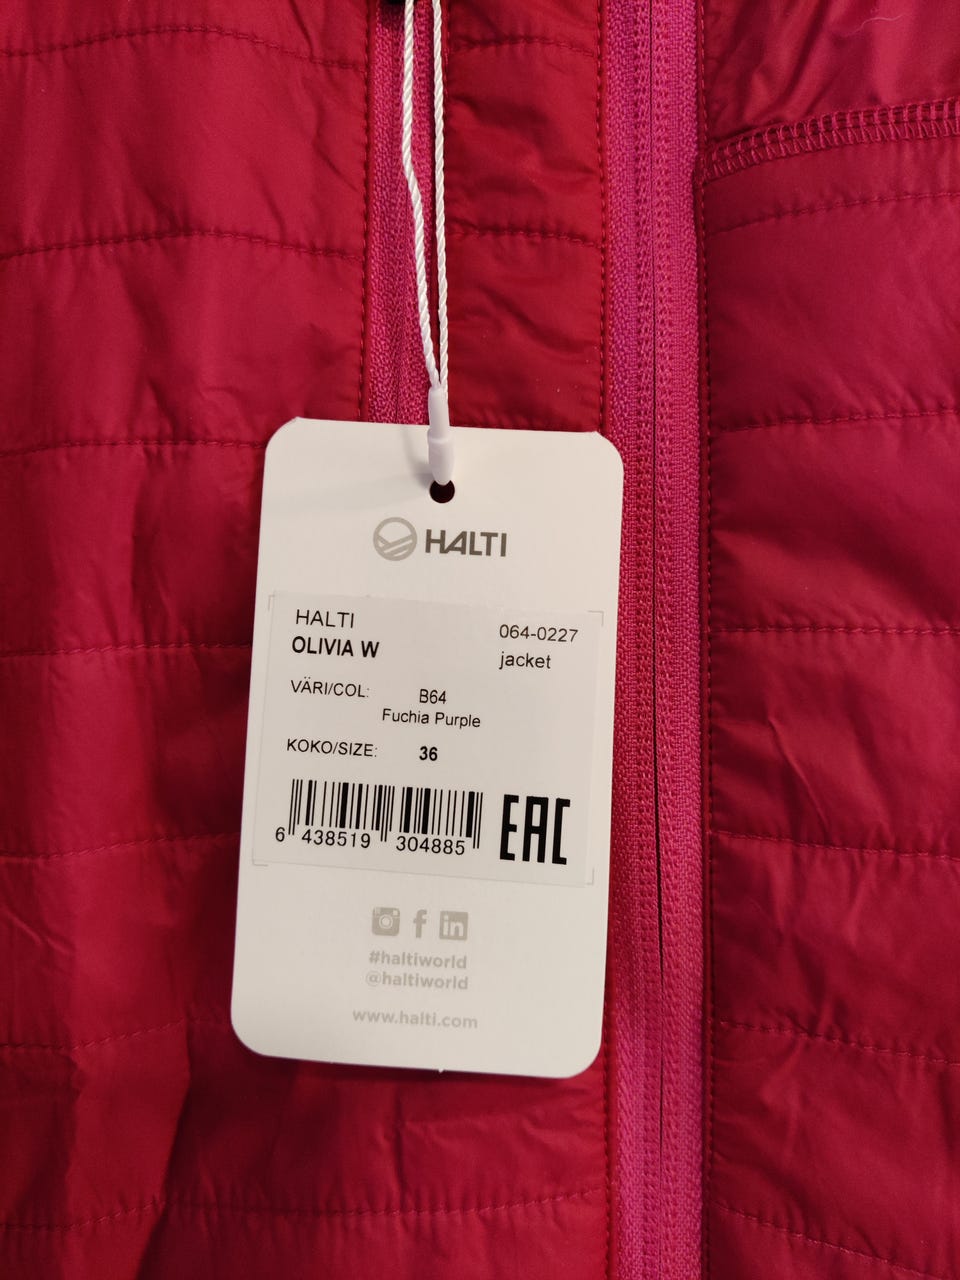 HALTI
HALTI
OLIVIA W
064-0227
jacket
VÄRI/COL: B64
Fuchia Purple
KOKO/SIZE: 36
6 438519 304885
EAC
f in
#haltiworld
@haltiworld
www.halti.com